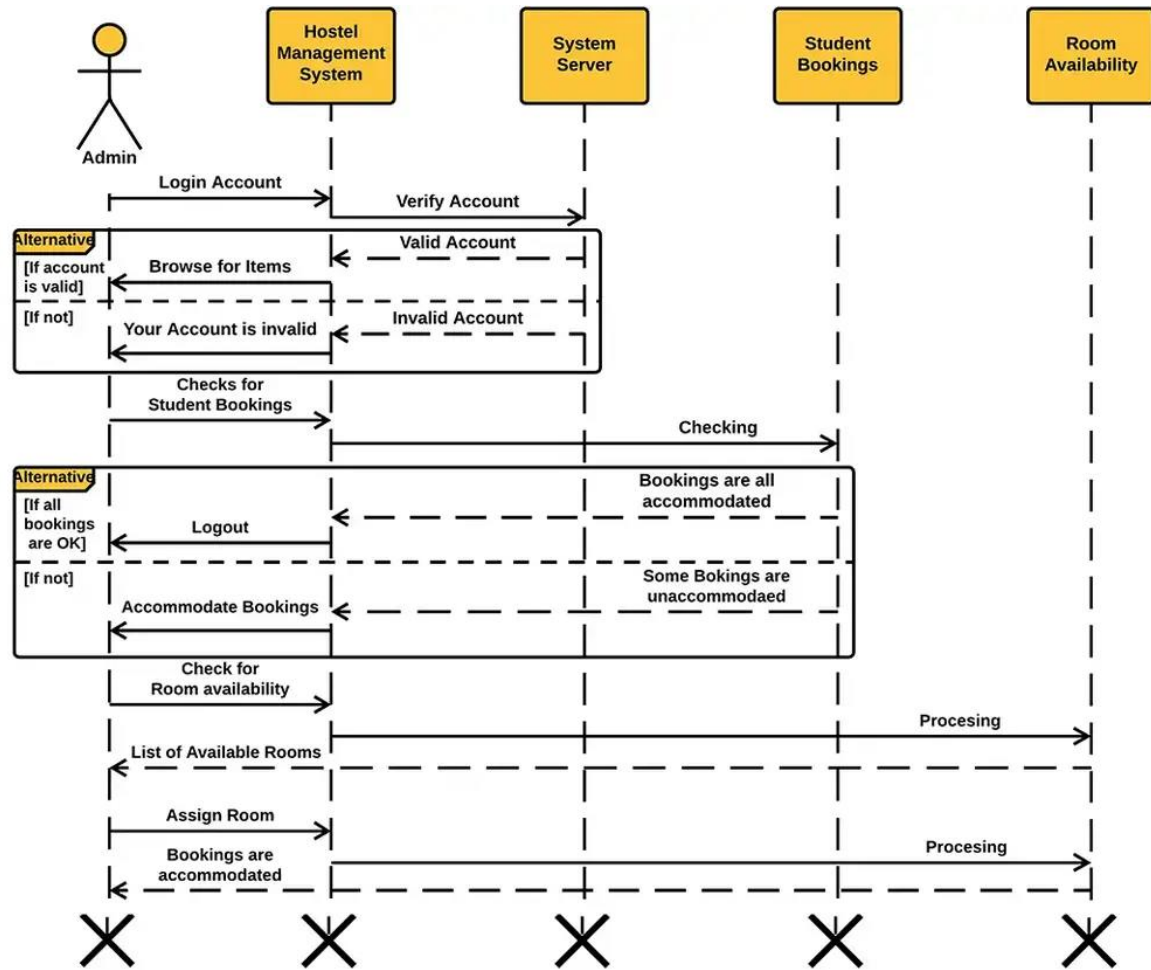 Hostel
Management
System
System
Server
Student
Bookings
Room
Availability
Admin
Login Account
Verify Account
Alternative
Valid Account
[If account
is valid]
Browse for Items
[If not]
Invalid Account
Your Account is invalid
Checks for
Student Bookings
Checking
Alternative
Bookings are all
accommodated
[If all
bookings
are OK]
Logout
[If not]
Some Bokings are
unaccommodaed
Accommodate Bookings
Check for
Room availability
Procesing
List of Available Rooms
Assign Room
Procesing
Bookings are
accommodated